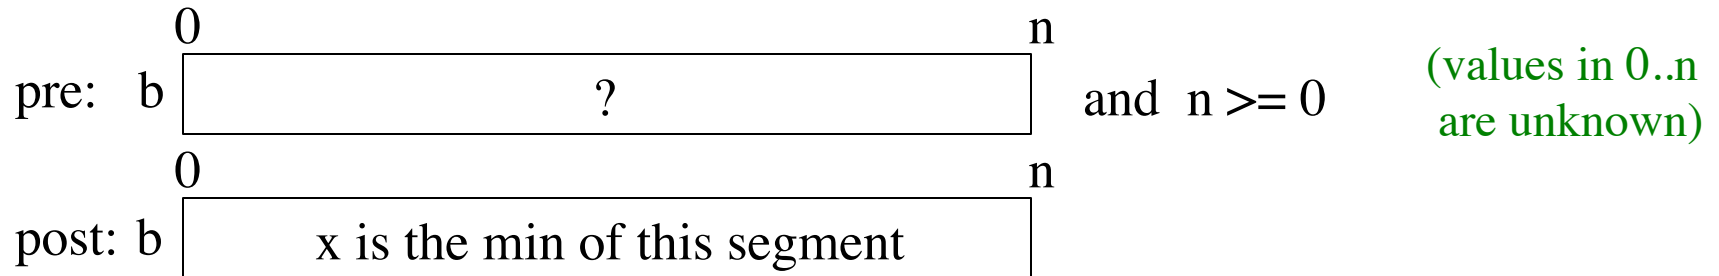 0 n
pre: b ? and n >= 0 (values in 0..n
are unknown)
0 n
post: b x is the min of this segment